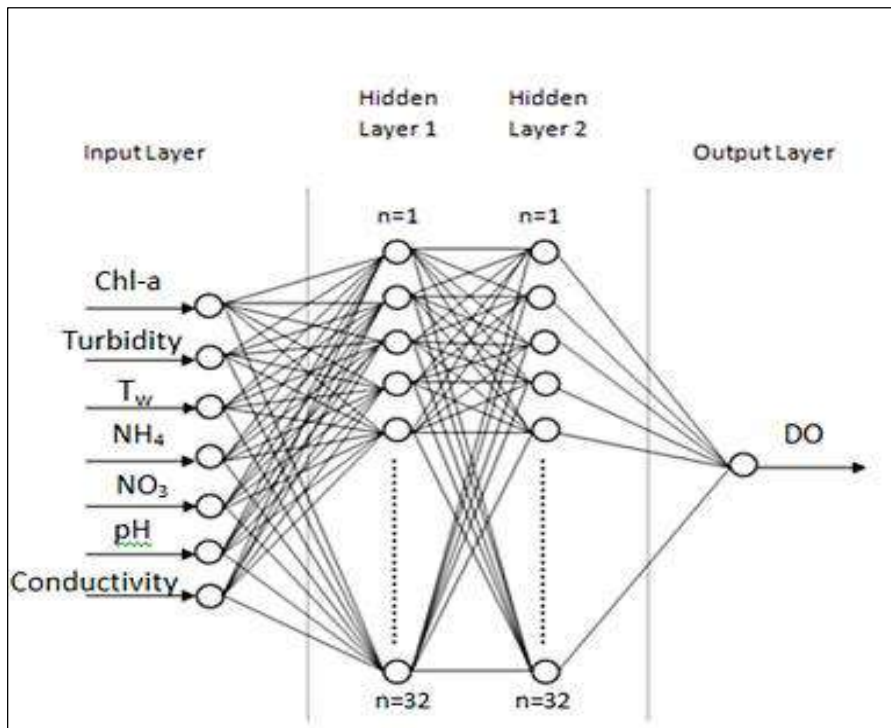 Hidden Layer 1
Hidden Layer 2
Input Layer
Output Layer
n=1
n=1
Chl-a
Turbidity
T_w
NH₄
NO₃
pH
Conductivity
DO
n=32
n=32